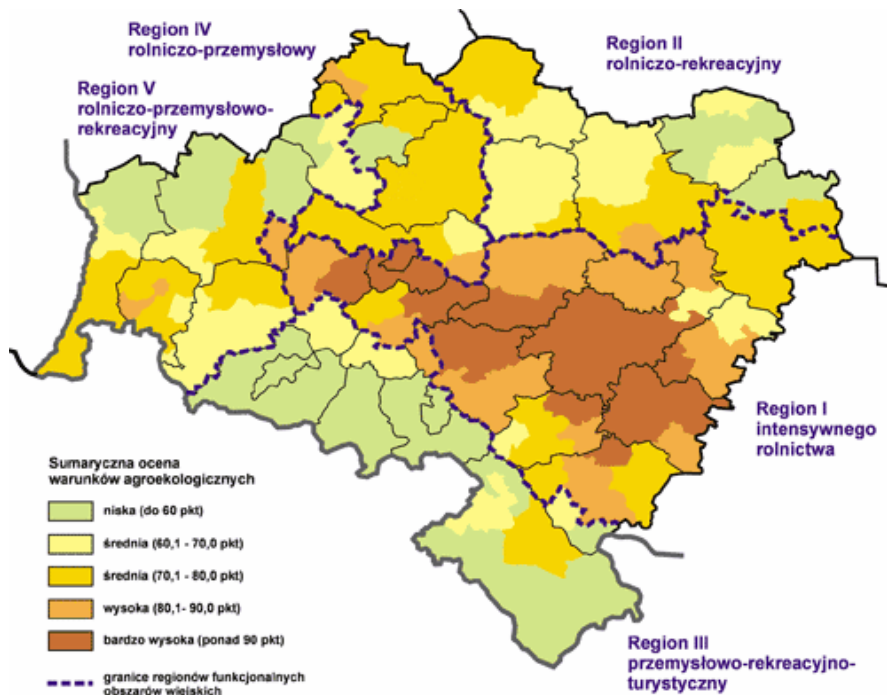 Region IV
rolniczo-przemysłowy
Region II
rolniczo-rekreacyjny
Region V
rolniczo-przemysłowo-
rekreacyjny
Region I
intensywnego
rolnictwa
Sumaryczna ocena
warunków agroekologicznych
niska (do 60 pkt)
średnia (60,1 - 70,0 pkt)
średnia (70,1 - 80,0 pkt)
wysoka (80,1- 90,0 pkt)
bardzo wysoka (ponad 90 pkt)
granice regionów funkcjonalnych
obszarów wiejskich
Region III
przemysłowo-rekreacyjno-
turystyczny